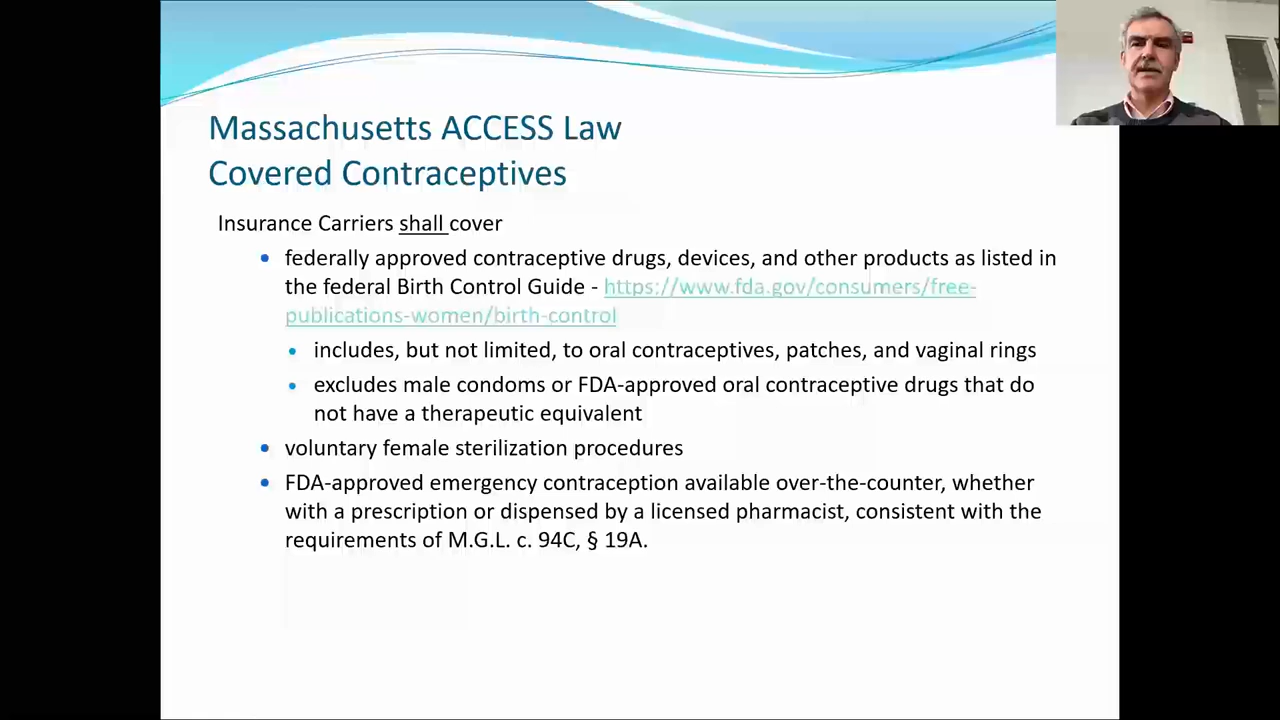 Massachusetts ACCESS Law
Covered Contraceptives
Insurance Carriers shall cover
• federally approved contraceptive drugs, devices, and other products as listed in
the federal Birth Control Guide - https://www.fda.gov/consumers/free-
publications-women/birth-control
• includes, but not limited, to oral contraceptives, patches, and vaginal rings
• excludes male condoms or FDA-approved oral contraceptive drugs that do
not have a therapeutic equivalent
• voluntary female sterilization procedures
• FDA-approved emergency contraception available over-the-counter, whether
with a prescription or dispensed by a licensed pharmacist, consistent with the
requirements of M.G.L. c. 94C, § 19A.